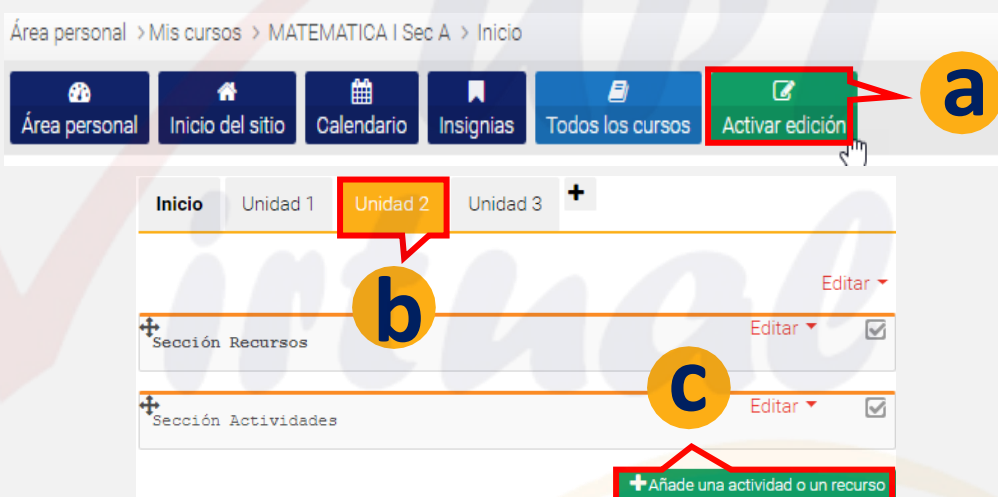 Área personal > Mis cursos > MATEMATICA I Sec A > Inicio
Área personal Inicio del sitio Calendario Insignias Todos los cursos Activar edición
a
Inicio Unidad 1 Unidad 2 Unidad 3 +
b
Editar
Sección Recursos Editar
c
Sección Actividades Editar
+Añade una actividad o un recurso
irtual